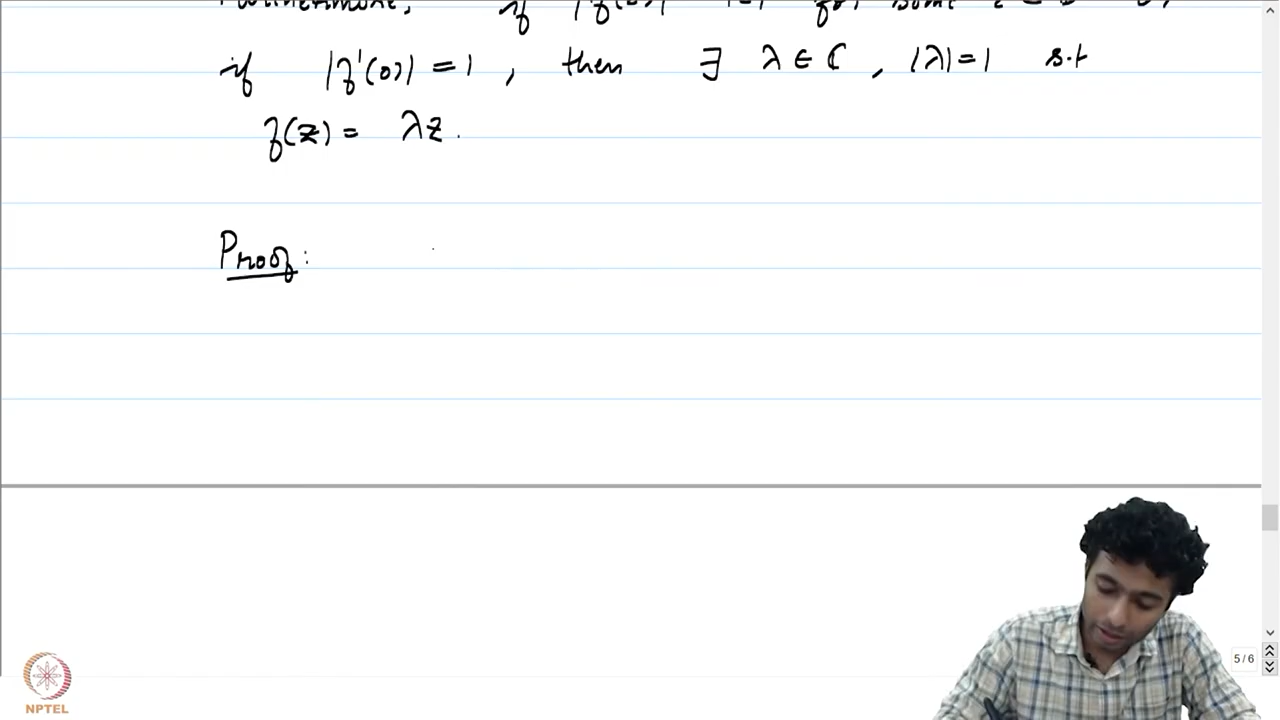 if |f'(0)| = 1, then ∃ λ ∈ ℂ, |λ| = 1 s.t
f(z) = λz.
Proof:
5 / 6
NPTEL